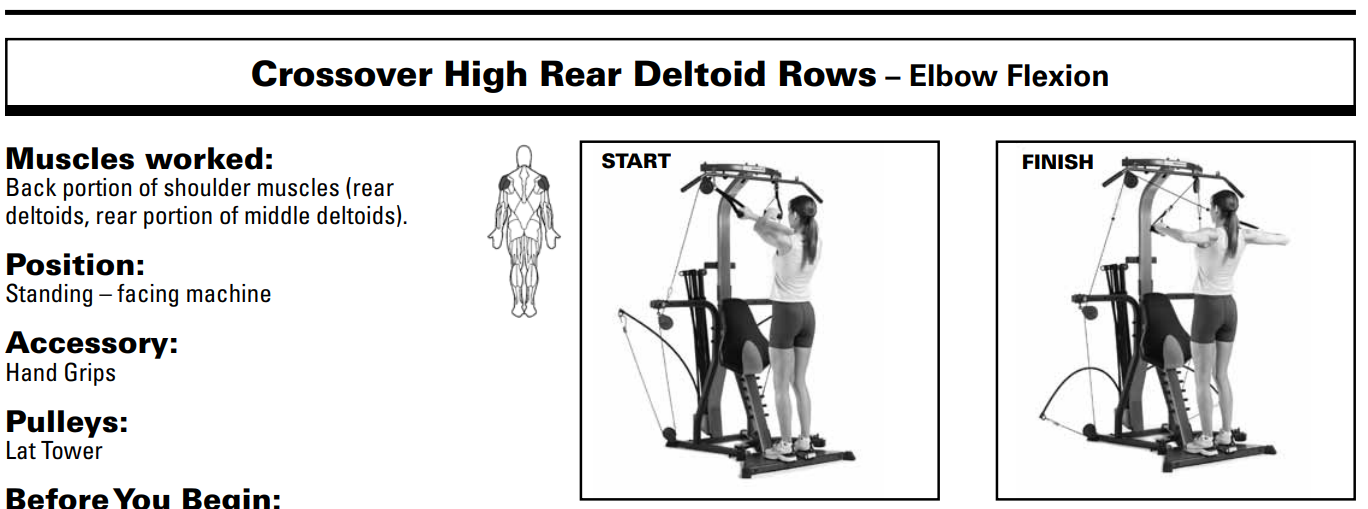 Crossover High Rear Deltoid Rows – Elbow Flexion
Muscles worked:
Back portion of shoulder muscles (rear
deltoids, rear portion of middle deltoids).
Position:
Standing – facing machine
Accessory:
Hand Grips
Pulleys:
Lat Tower
Before You Begin:
START
FINISH